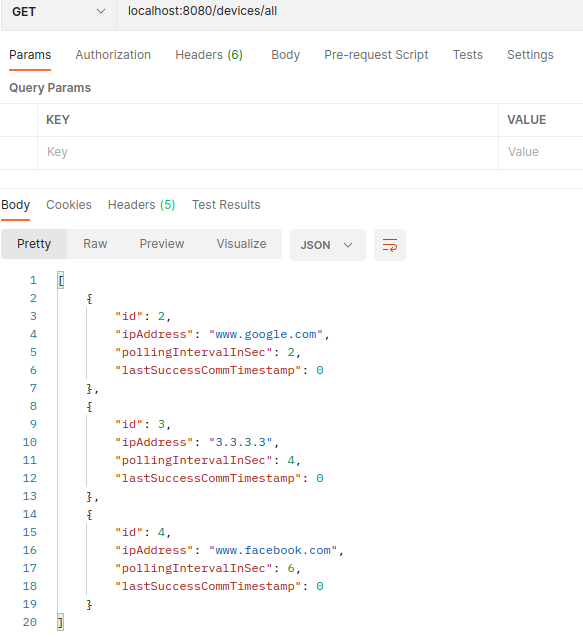 GET localhost:8080/devices/all
Params Authorization Headers (6) Body Pre-request Script Tests Settings
Query Params
KEY VALUE
Key Value
Body Cookies Headers (5) Test Results
Pretty Raw Preview Visualize JSON
1 [
2 {
3 "id": 2,
4 "ipAddress": "www.google.com",
5 "pollingIntervalInSec": 2,
6 "lastSuccessCommTimestamp": 0
7 },
8 {
9 "id": 3,
10 "ipAddress": "3.3.3.3",
11 "pollingIntervalInSec": 4,
12 "lastSuccessCommTimestamp": 0
13 },
14 {
15 "id": 4,
16 "ipAddress": "www.facebook.com",
17 "pollingIntervalInSec": 6,
18 "lastSuccessCommTimestamp": 0
19 }
20 ]